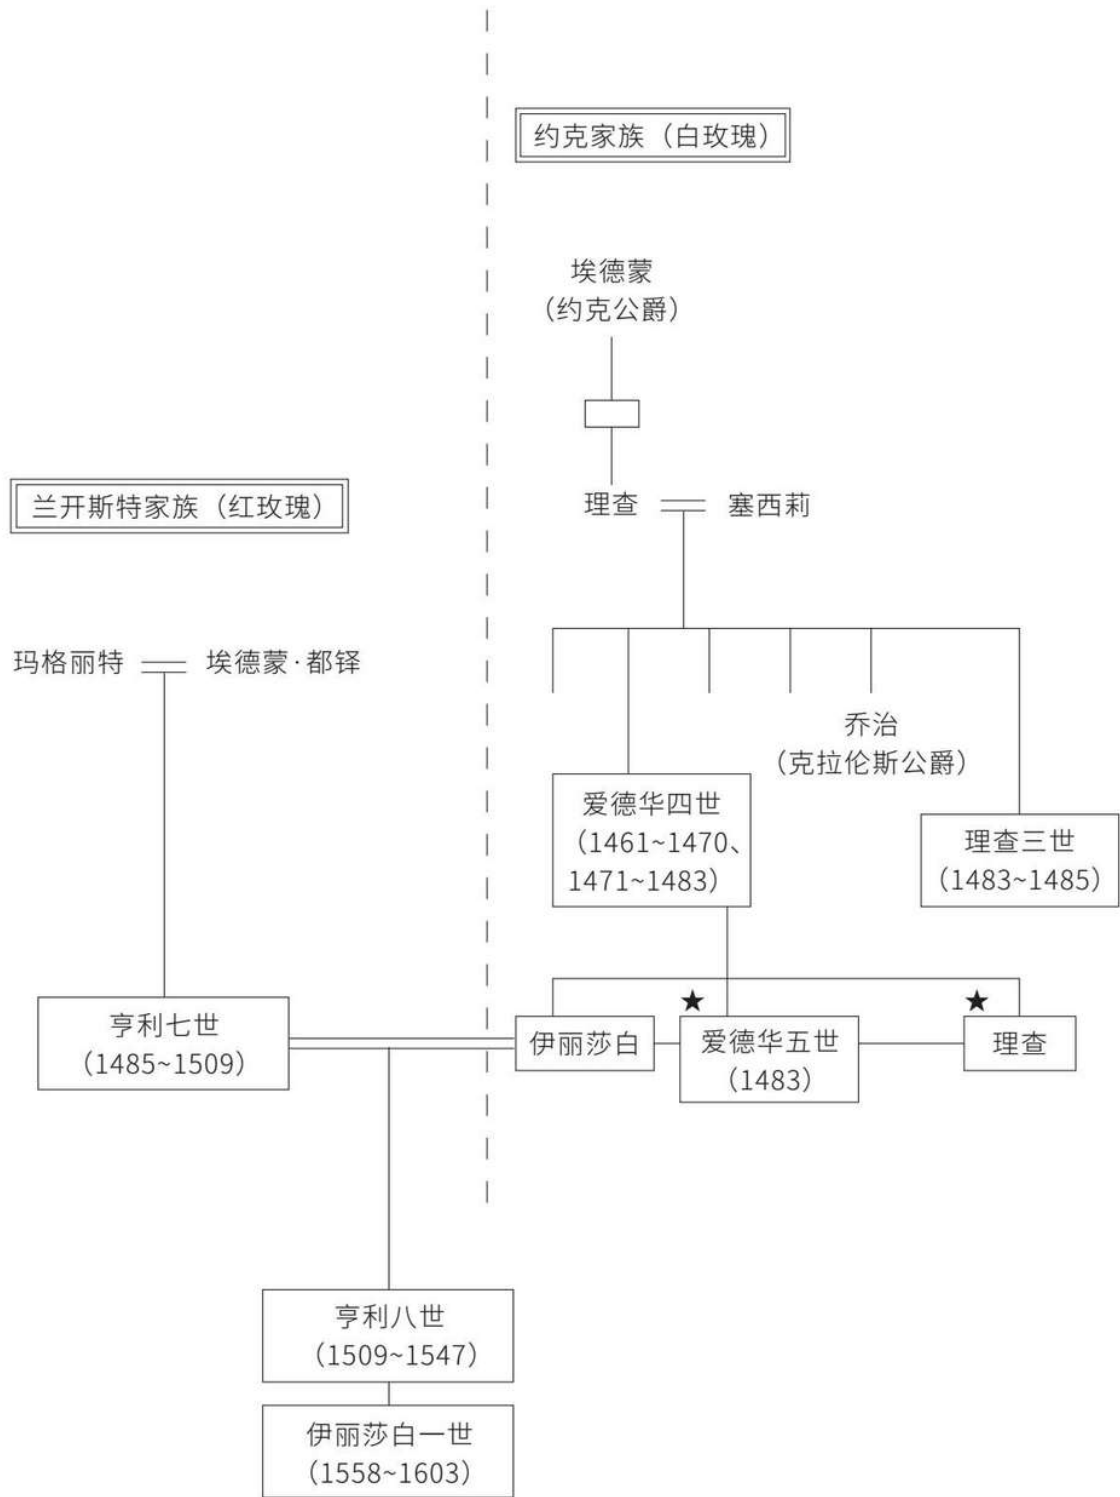 约克家族（白玫瑰）
埃德蒙
（约克公爵）
兰开斯特家族（红玫瑰）
理查
塞西莉
玛格丽特
埃德蒙·都铎
乔治
（克拉伦斯公爵）
爱德华四世
（1461~1470、
1471~1483）
理查三世
（1483~1485）
亨利七世
（1485~1509）
伊丽莎白
★
爱德华五世
（1483）
★
理查
亨利八世
（1509~1547）
伊丽莎白一世
（1558~1603）